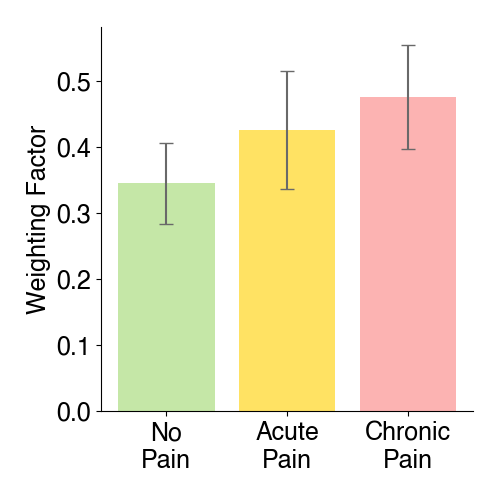 Weighting Factor
0.5
0.4
0.3
0.2
0.1
0.0
No
Pain
Acute
Pain
Chronic
Pain